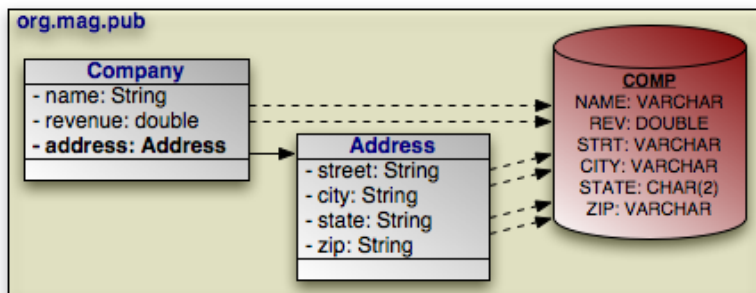 org.mag.pub
Company
- name: String
- revenue: double
- address: Address
Address
- street: String
- city: String
- state: String
- zip: String
COMP
NAME: VARCHAR
REV: DOUBLE
STRT: VARCHAR
CITY: VARCHAR
STATE: CHAR(2)
ZIP: VARCHAR